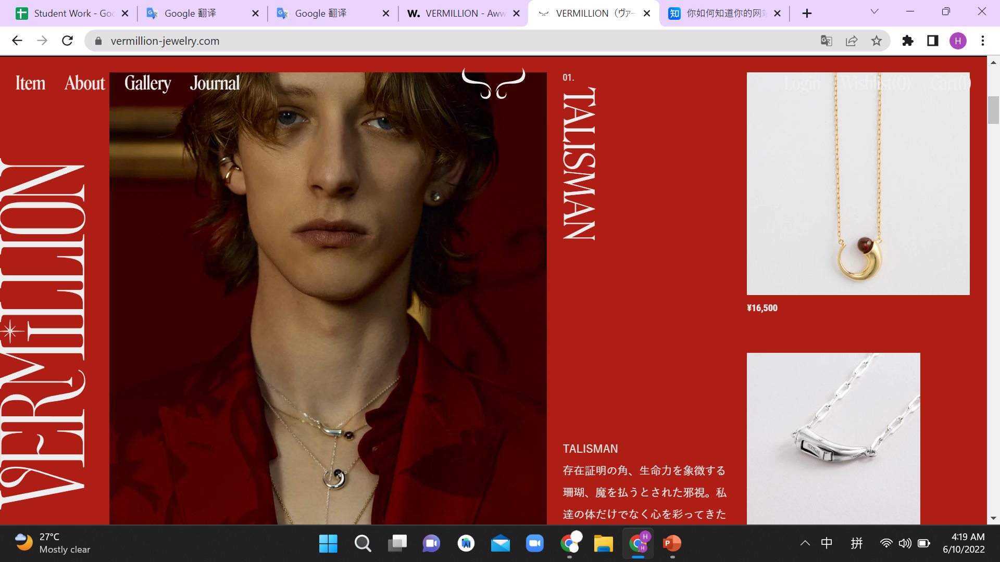 Student Work - Goo
Google 翻译
Google 翻译
W. VERMILLION - Aww
VERMILLION（ヴァー
知 你如何知道你的网站
vermillion-jewelry.com
H
Item About Gallery Journal
Login Wishlist(0) Cart(
VERMILLION
01.
TALISMAN
¥16,500
TALISMAN
存在証明の角、生命力を象徴する
珊瑚、魔を払うとされた邪視。私
達の体だけでなく心を彩ってきた
27°C
Mostly clear
中
拼
4:19 AM
6/10/2022